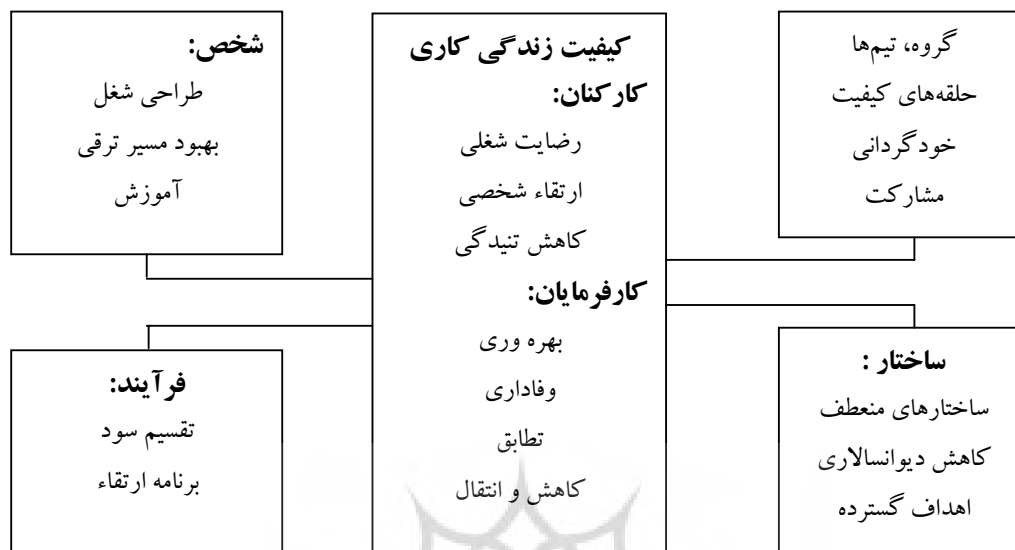 گروه، تیم‌ها
حلقه‌های کیفیت
خودگردانی
مشارکت
کیفیت زندگی کاری
کارکنان:
رضایت شغلی
ارتقاء شخصی
کاهش تنیدگی
کارفرمایان:
بهره وری
وفاداری
تطابق
کاهش و انتقال
شخص:
طراحی شغل
بهبود مسیر ترقی
آموزش
ساختار :
ساختارهای منعطف
کاهش دیوانسالاری
اهداف گسترده
فرآیند:
تقسیم سود
برنامه ارتقاء